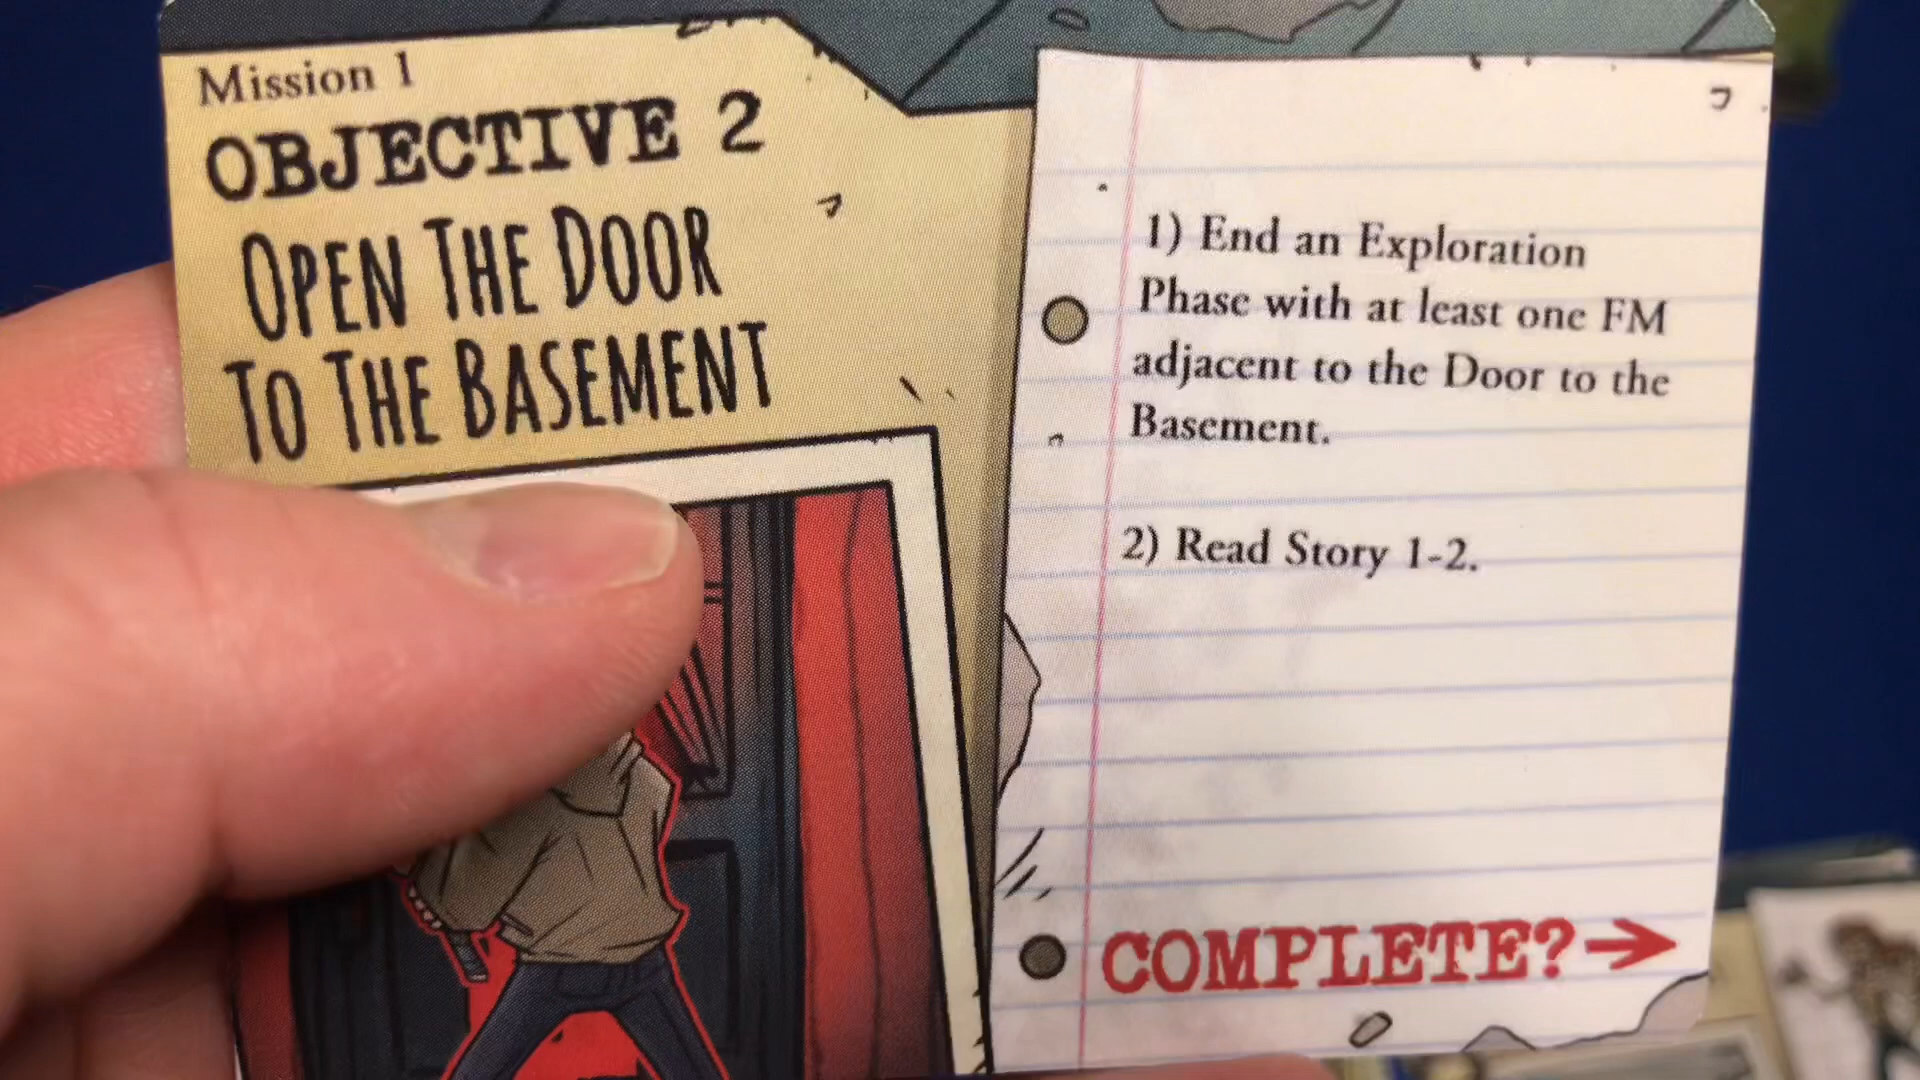 Mission 1
OBJECTIVE 2
OPEN THE DOOR
TO THE BASEMENT
1) End an Exploration
Phase with at least one FM
adjacent to the Door to the
Basement.
2) Read Story 1-2.
COMPLETE?→